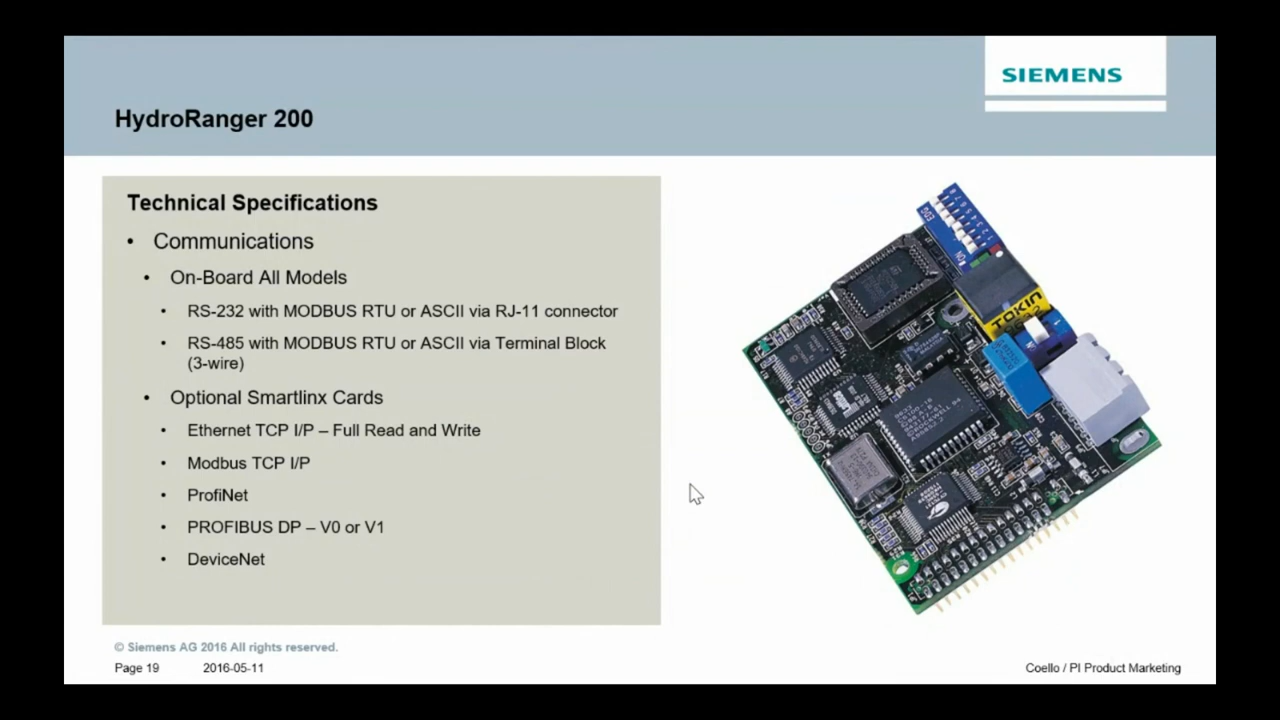 SIEMENS
HydroRanger 200
Technical Specifications
• Communications
• On-Board All Models
• RS-232 with MODBUS RTU or ASCII via RJ-11 connector
• RS-485 with MODBUS RTU or ASCII via Terminal Block
(3-wire)
• Optional Smartlinx Cards
• Ethernet TCP I/P – Full Read and Write
• Modbus TCP I/P
• ProfiNet
• PROFIBUS DP – V0 or V1
• DeviceNet
TOKIN
© Siemens AG 2016 All rights reserved.
Page 19 2016-05-11 Coello / PI Product Marketing